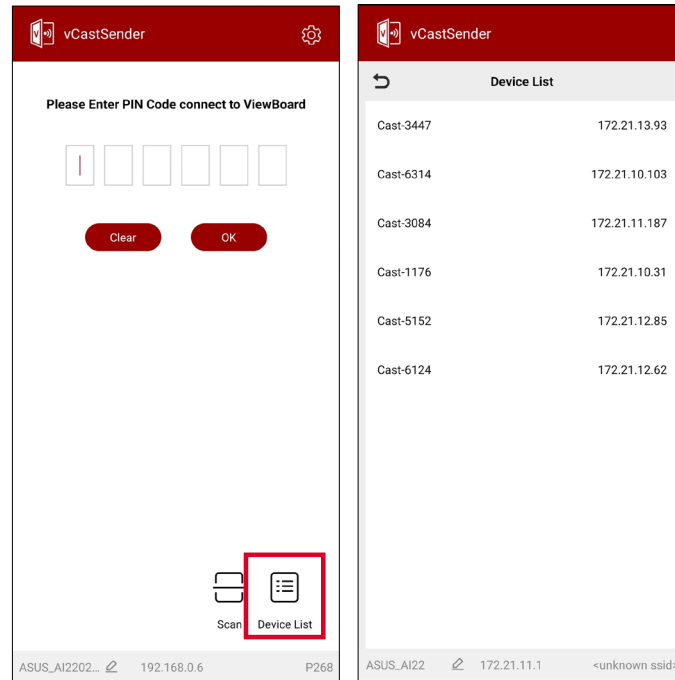 vCastSender
Please Enter PIN Code connect to ViewBoard
Clear OK
Scan Device List
ASUS_AI2202... 192.168.0.6 P268
vCastSender
Device List
Cast-3447 172.21.13.93
Cast-6314 172.21.10.103
Cast-3084 172.21.11.187
Cast-1176 172.21.10.31
Cast-5152 172.21.12.85
Cast-6124 172.21.12.62
ASUS_AI22 172.21.11.1 <unknown ssid>